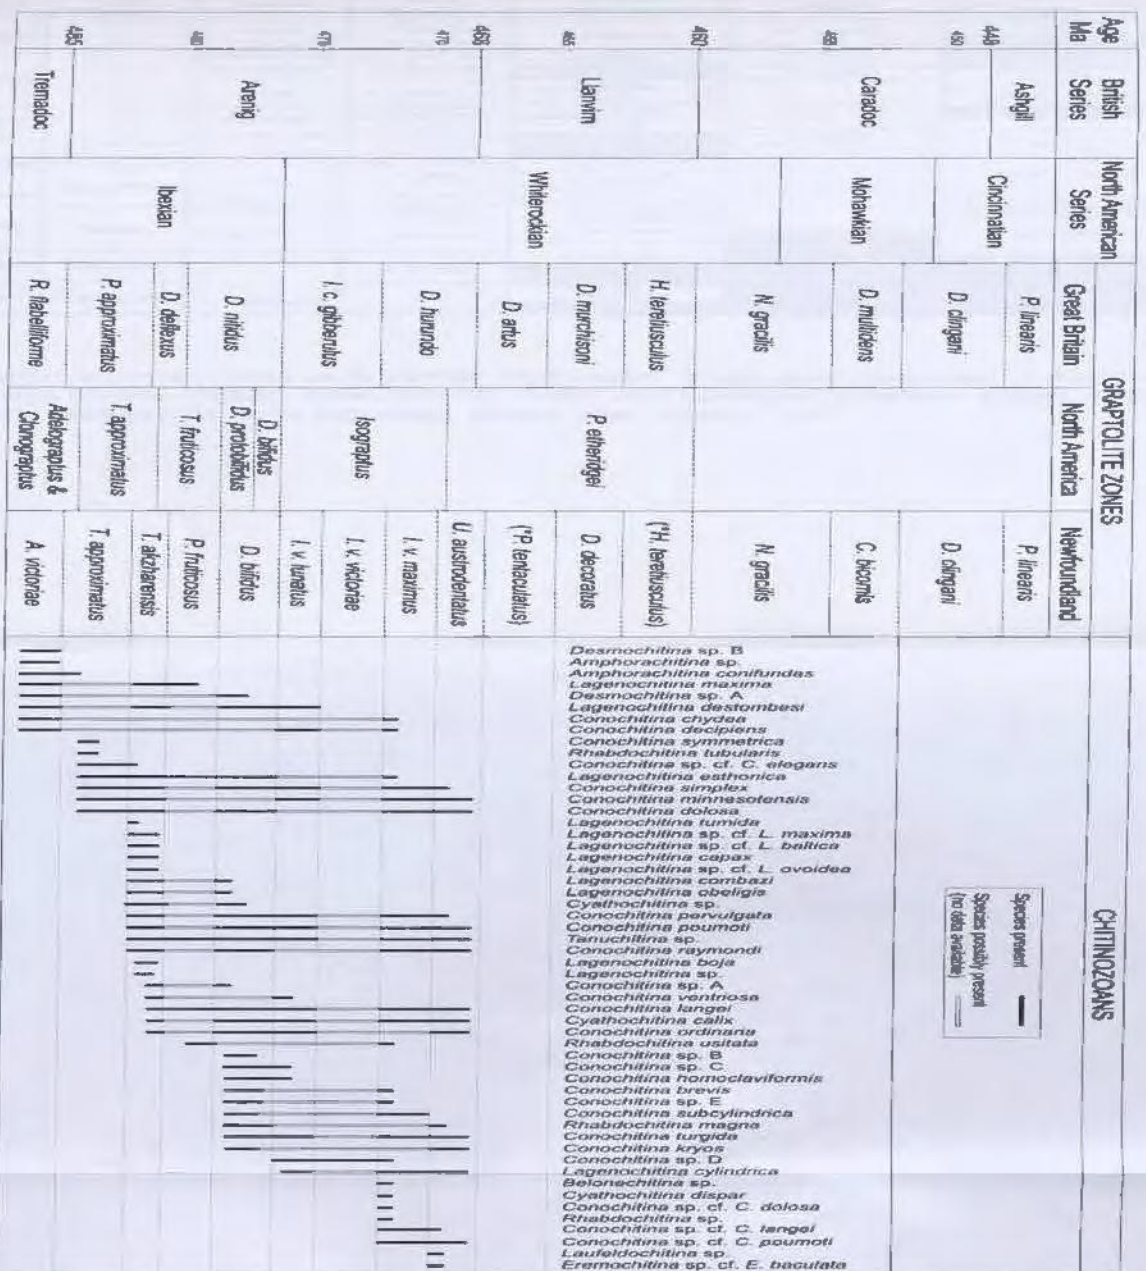 Age
Ma
British
Series
North American
Series
GRAPTOLITE ZONES
Great Britain
North America
Newfoundland
CHITINOZOANS
448
450
460
465
468
470
485
Ashgill
Caradoc
Llanvirn
Arenig
Tremadoc
Cincinnatian
Mohawkian
Whiterockian
Ibexian
P. linearis
D. clingani
D. multidens
N. gracilis
H. teretiusculus
D. murchisoni
D. artus
D. hirundo
I. c. gibberulus
D. nitidus
D. deflexus
P. approximatus
R. flabelliforme
P. etheridgei
Isograptus
D. bifidus
D. protobifidus
T. fruticosus
T. approximatus
Adelograptus &
Clonograptus
P. linearis
D. clingani
C. bicornis
N. gracilis
(*H. teretiusculus)
D. decoratus
(*P. tentaculatus)
U. austrodentatus
I. v. maximus
I. v. victoriae
I. v. lunatus
D. bifidus
P. fruticosus
T. akzharensis
T. approximatus
A. victoriae
Species present
Species possibly present
(no data available)
Desmochitina sp. B
Amphorachitina sp.
Amphorachitina conifundas
Lagenochitina maxima
Desmochitina sp. A
Lagenochitina destombesi
Conochitina chydea
Conochitina decipiens
Conochitina symmetrica
Rhabdochitina tubularis
Conochitina sp. cf. C. elegans
Lagenochitina esthonica
Conochitina simplex
Conochitina minnesotensis
Conochitina dolosa
Lagenochitina tumida
Lagenochitina sp. cf. L. maxima
Lagenochitina sp. cf. L. baltica
Lagenochitina capax
Lagenochitina sp. cf. L. ovoidea
Lagenochitina combazi
Lagenochitina obeligis
Cyathochitina sp.
Conochitina pervulgata
Conochitina poumoti
Tanuchitina sp.
Conochitina raymondi
Lagenochitina boja
Lagenochitina sp.
Conochitina sp. A
Conochitina ventriosa
Conochitina langei
Cyathochitina calix
Conochitina ordinaria
Rhabdochitina usitata
Conochitina sp. B
Conochitina sp. C
Conochitina homoclaviformis
Conochitina brevis
Conochitina sp. E
Conochitina subcylindrica
Rhabdochitina magna
Conochitina turgida
Conochitina kryos
Conochitina sp. D
Lagenochitina cylindrica
Belonechitina sp.
Cyathochitina dispar
Conochitina sp. cf. C. dolosa
Rhabdochitina sp.
Conochitina sp. cf. C. langei
Conochitina sp. cf. C. poumoti
Laufeldochitina sp.
Eremochitina sp. cf. E. baculata